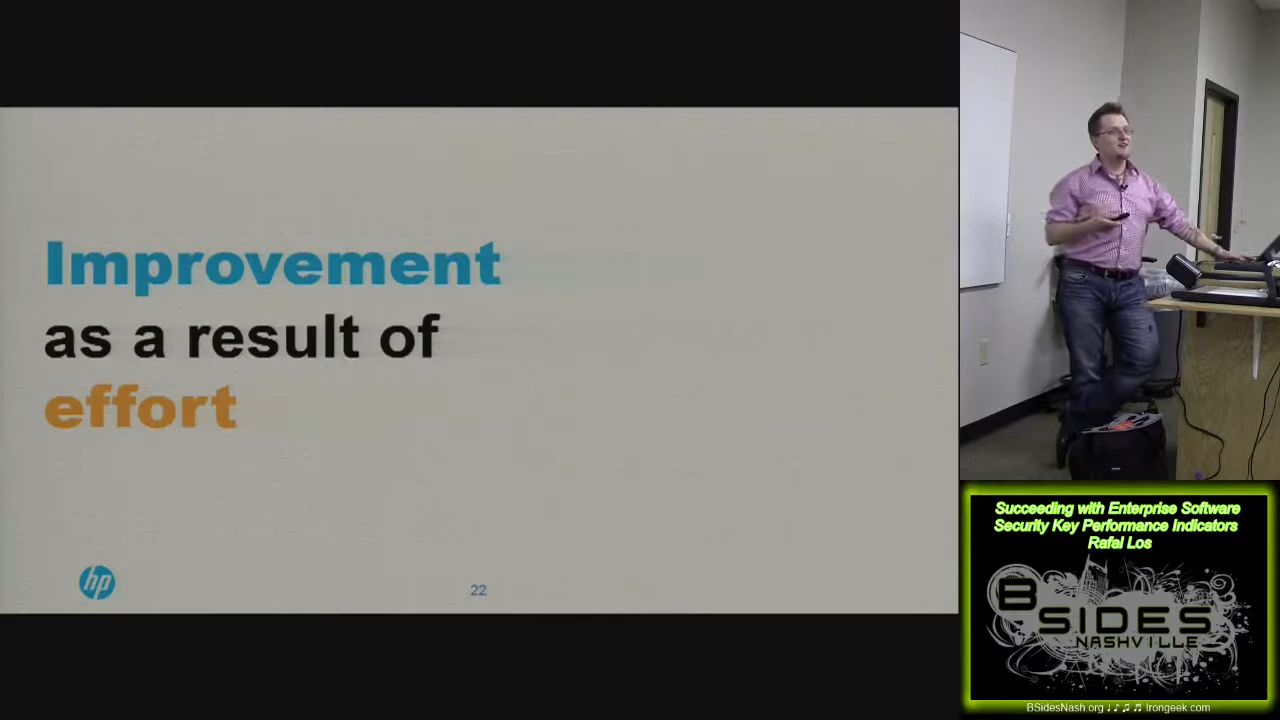 Improvement
as a result of
effort
hp
22
Succeeding with Enterprise Software
Security Key Performance Indicators
Rafal Los
BSIDES
NASHVILLE
BSidesNash.org ♩ ♪ ♫ ♬ Irongeek.com